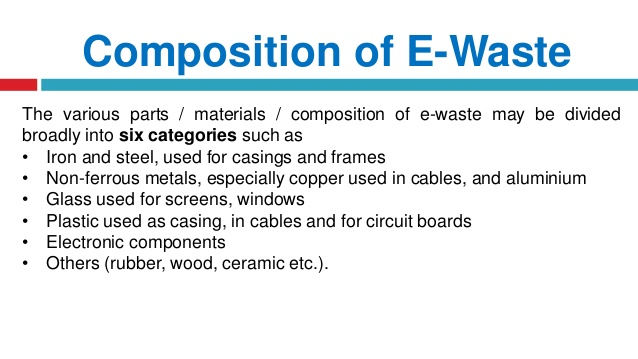 Composition of E-Waste
The various parts / materials / composition of e-waste may be divided
broadly into six categories such as
• Iron and steel, used for casings and frames
• Non-ferrous metals, especially copper used in cables, and aluminium
• Glass used for screens, windows
• Plastic used as casing, in cables and for circuit boards
• Electronic components
• Others (rubber, wood, ceramic etc.).